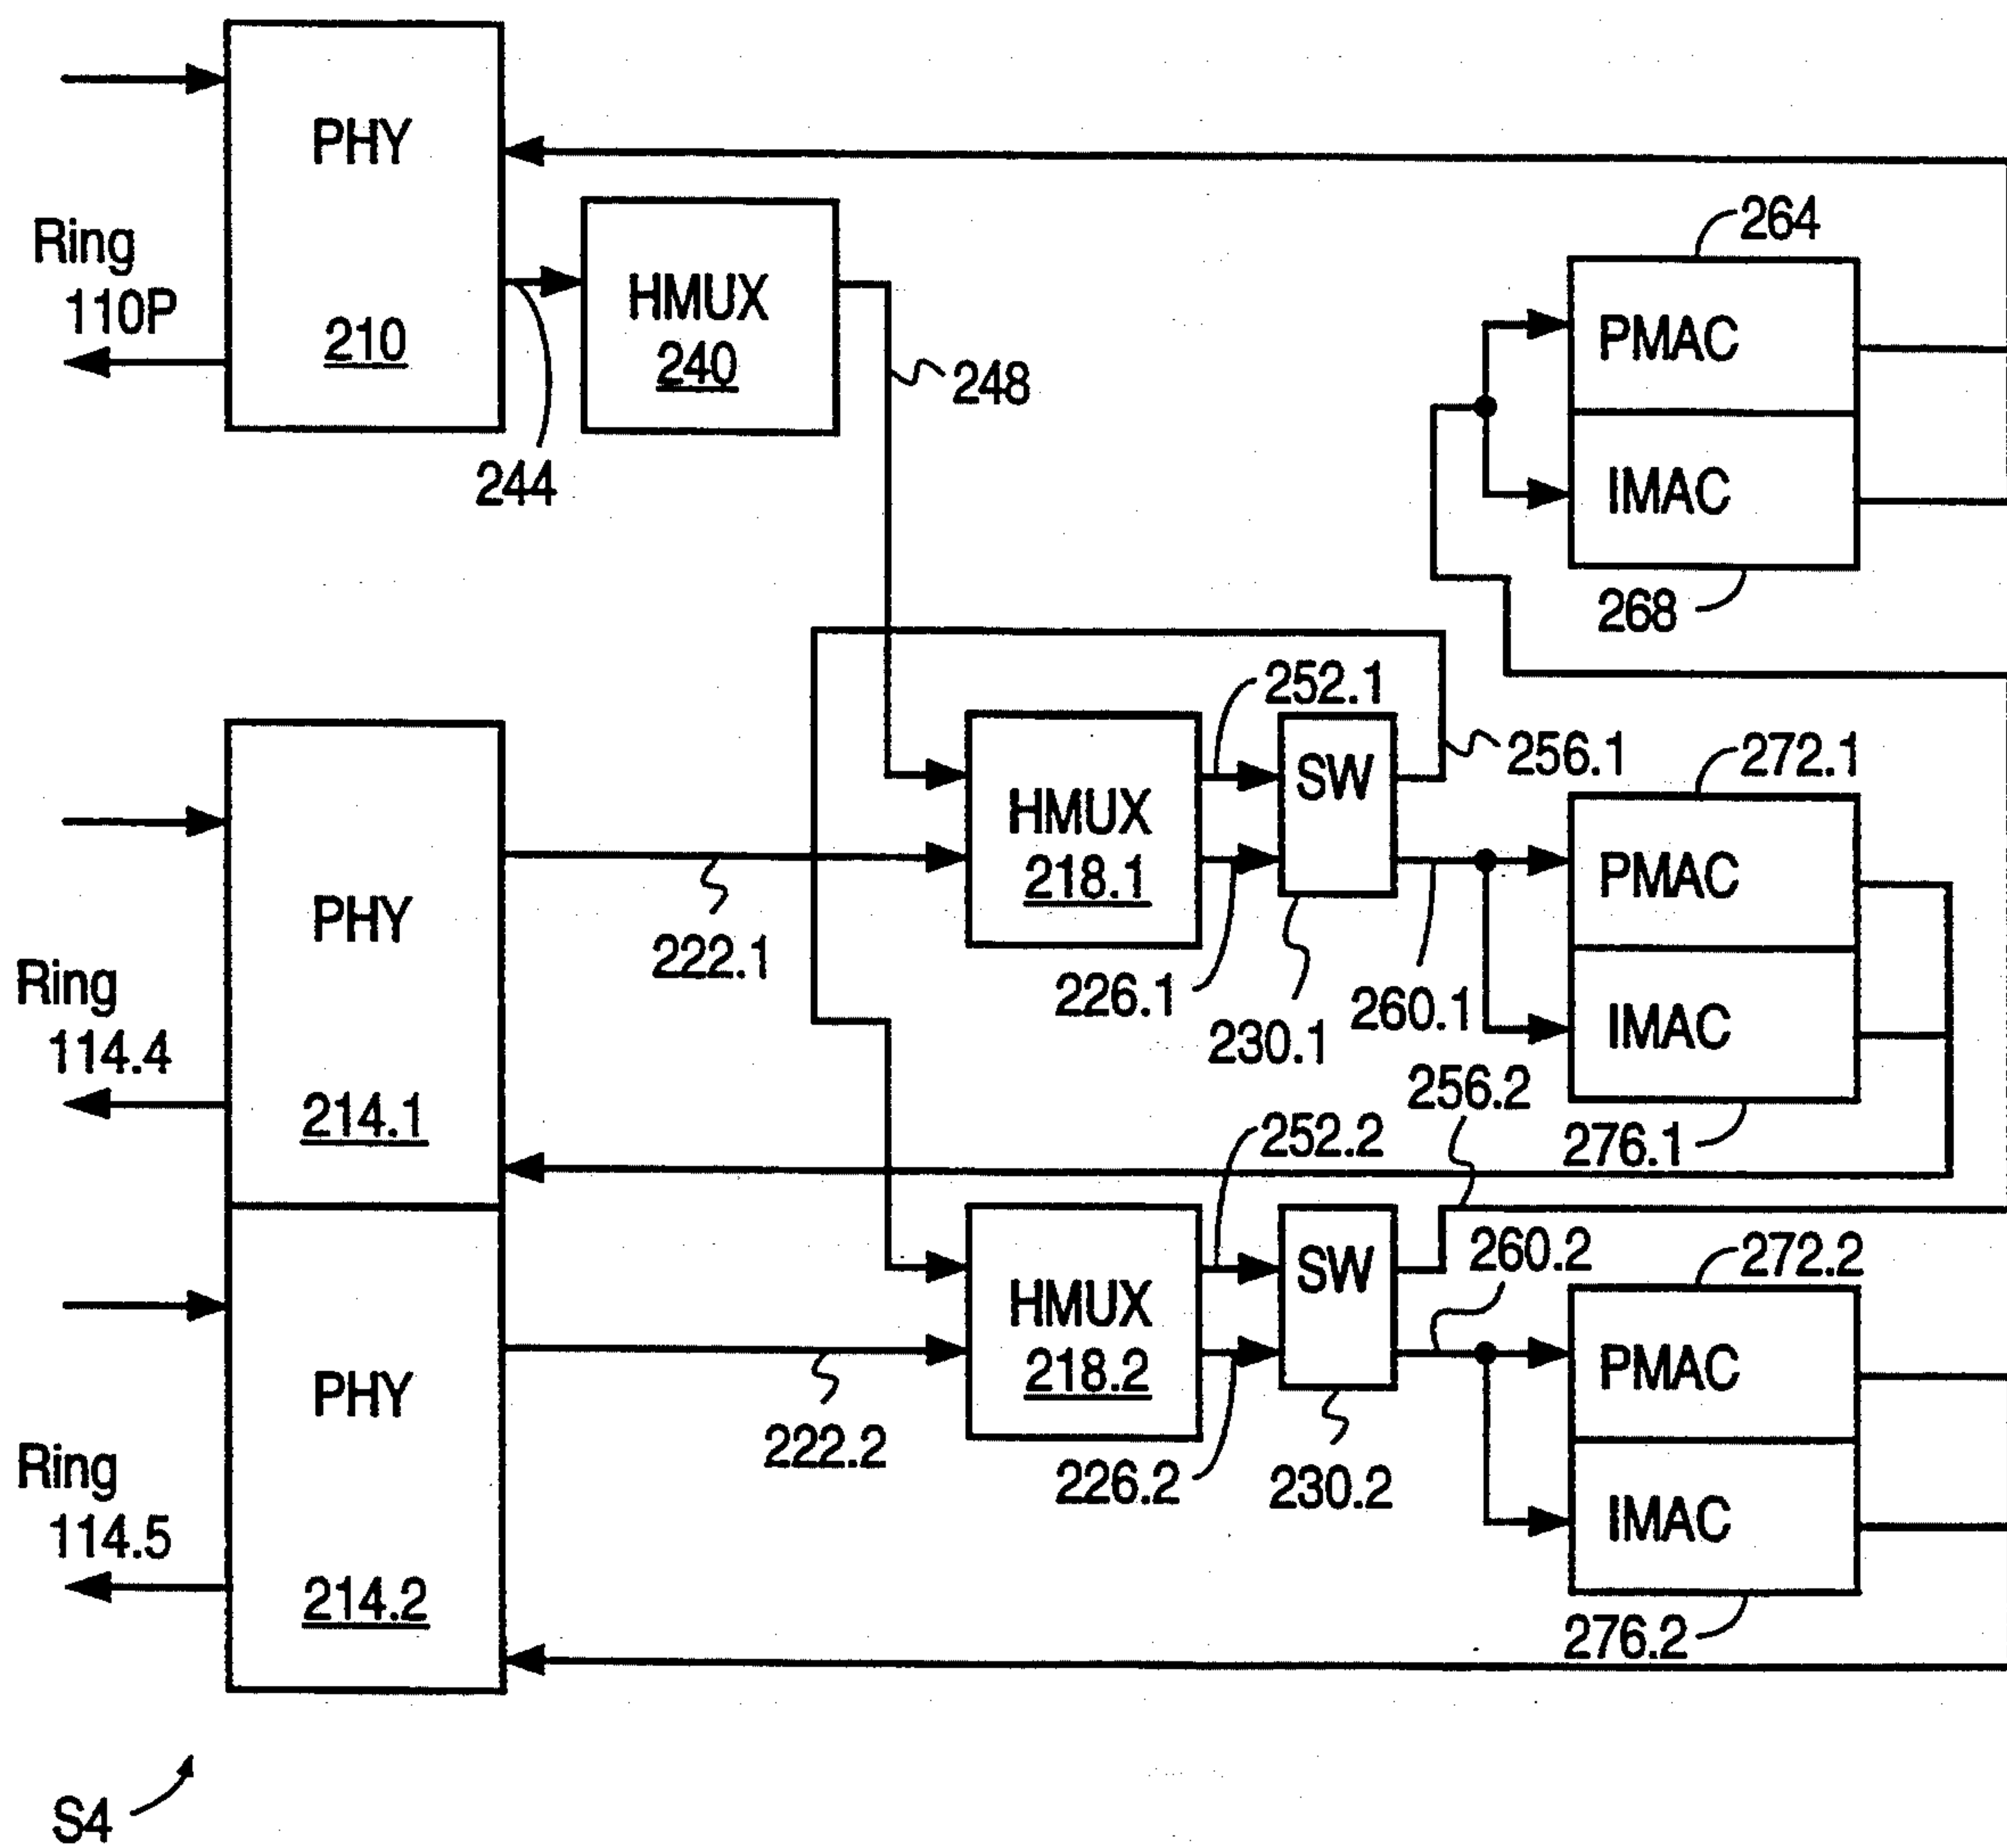 PHY
210
Ring
110P
HMUX
240
244
248
264
PMAC
IMAC
268
PHY
214.1
Ring
114.4
222.1
HMUX
218.1
252.1
226.1
SW
230.1
256.1
260.1
272.1
PMAC
IMAC
276.1
PHY
214.2
Ring
114.5
222.2
HMUX
218.2
252.2
226.2
SW
230.2
256.2
260.2
272.2
PMAC
IMAC
276.2
S4